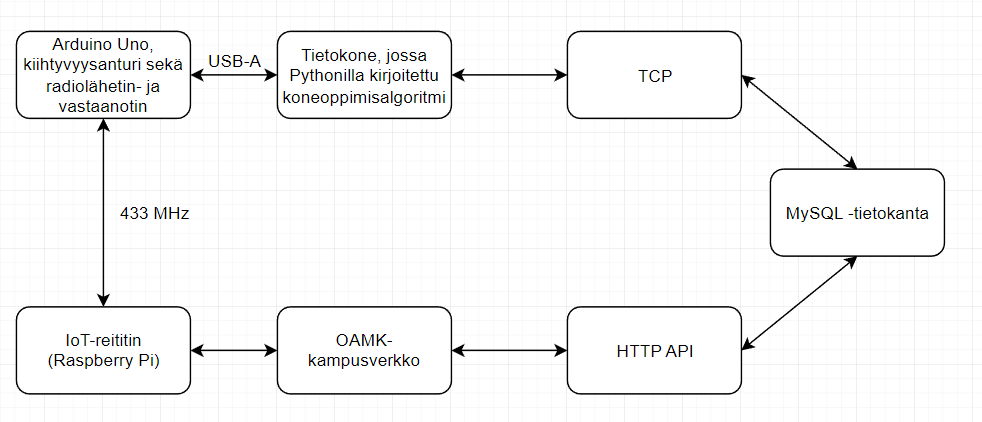 Arduino Uno,
kiihtyvyysanturi sekä
radiolähetin- ja
vastaanotin
USB-A
Tietokone, jossa
Pythonilla kirjoitettu
koneoppimisalgoritmi
TCP
433 MHz
MySQL -tietokanta
IoT-reititin
(Raspberry Pi)
OAMK-
kampusverkko
HTTP API